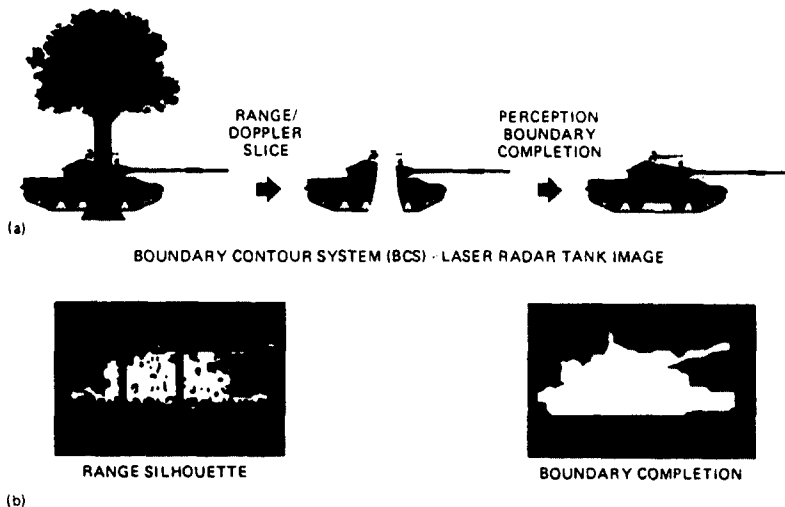 RANGE/
DOPPLER
SLICE
PERCEPTION
BOUNDARY
COMPLETION
(a)
BOUNDARY CONTOUR SYSTEM (BCS) - LASER RADAR TANK IMAGE
RANGE SILHOUETTE
BOUNDARY COMPLETION
(b)